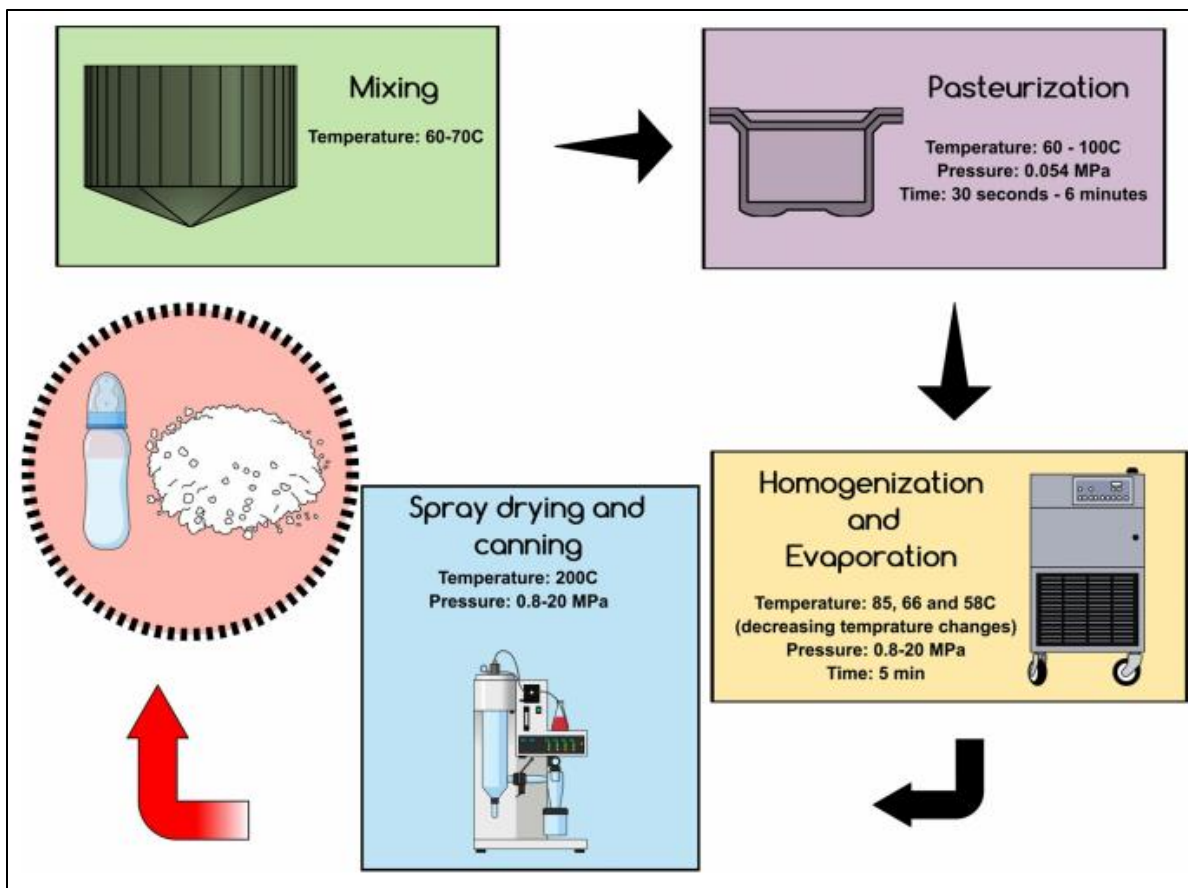 Mixing
Temperature: 60-70C
Pasteurization
Temperature: 60 - 100C
Pressure: 0.054 MPa
Time: 30 seconds - 6 minutes
Homogenization
and
Evaporation
Temperature: 85, 66 and 58C
(decreasing temprature changes)
Pressure: 0.8-20 MPa
Time: 5 min
Spray drying and
canning
Temperature: 200C
Pressure: 0.8-20 MPa